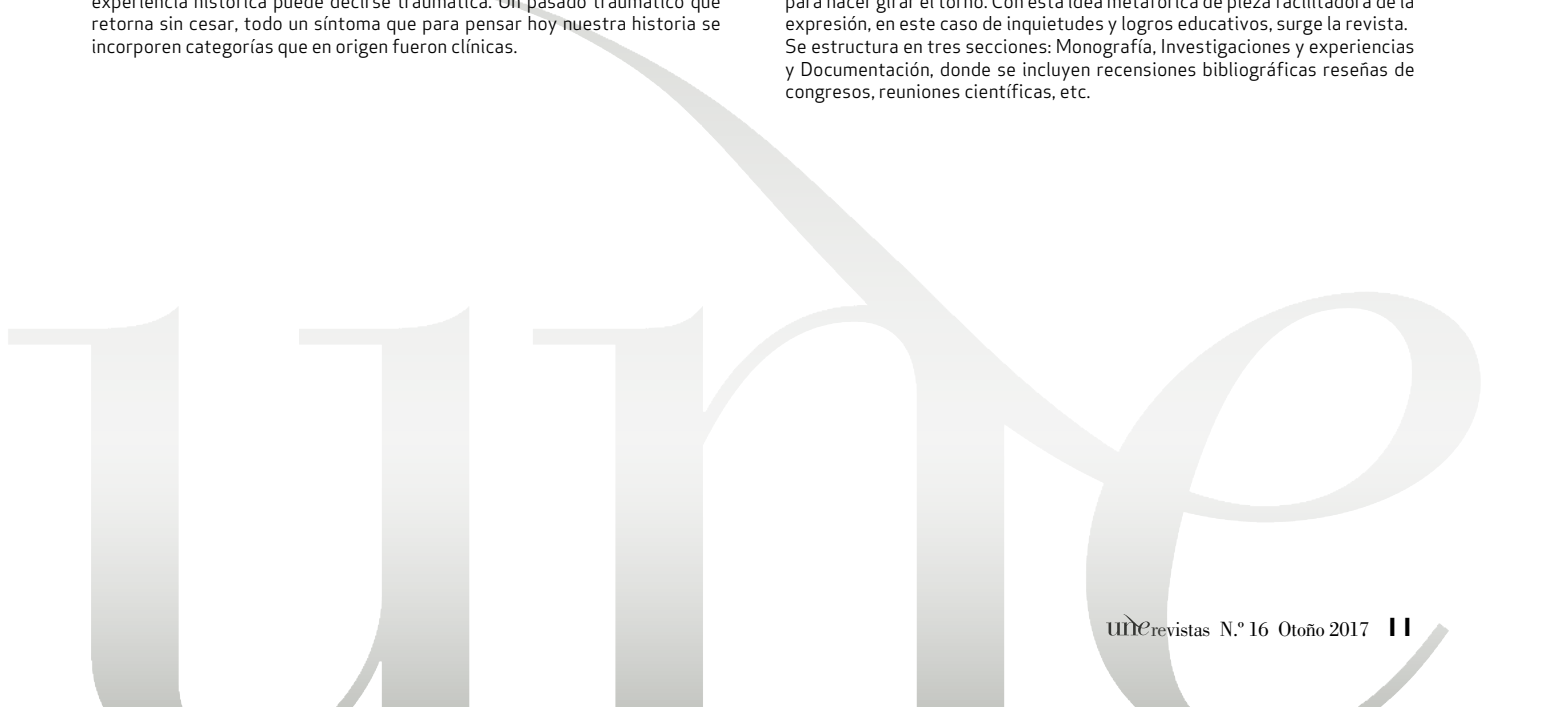 experiencia histórica puede decirse traumática. Un pasado traumático que
retorna sin cesar, todo un síntoma que para pensar hoy nuestra historia se
incorporen categorías que en origen fueron clínicas.
para hacer girar el torno. Con esta idea metafórica de pieza facilitadora de la
expresión, en este caso de inquietudes y logros educativos, surge la revista.
Se estructura en tres secciones: Monografía, Investigaciones y experiencias
y Documentación, donde se incluyen recensiones bibliográficas reseñas de
congresos, reuniones científicas, etc.
une
une revistas N.º 16 Otoño 2017 11